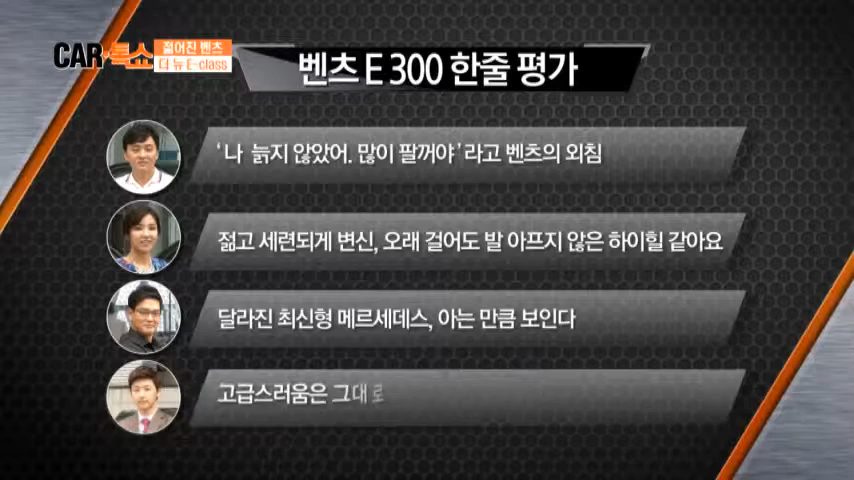 CAR톡쇼
젊어진 벤츠
더 뉴 E-class
벤츠 E 300 한줄 평가
‘나 늙지 않았어. 많이 팔꺼야’라고 벤츠의 외침
젊고 세련되게 변신, 오래 걸어도 발 아프지 않은 하이힐 같아요
달라진 최신형 메르세데스, 아는 만큼 보인다
고급스러움은 그대로